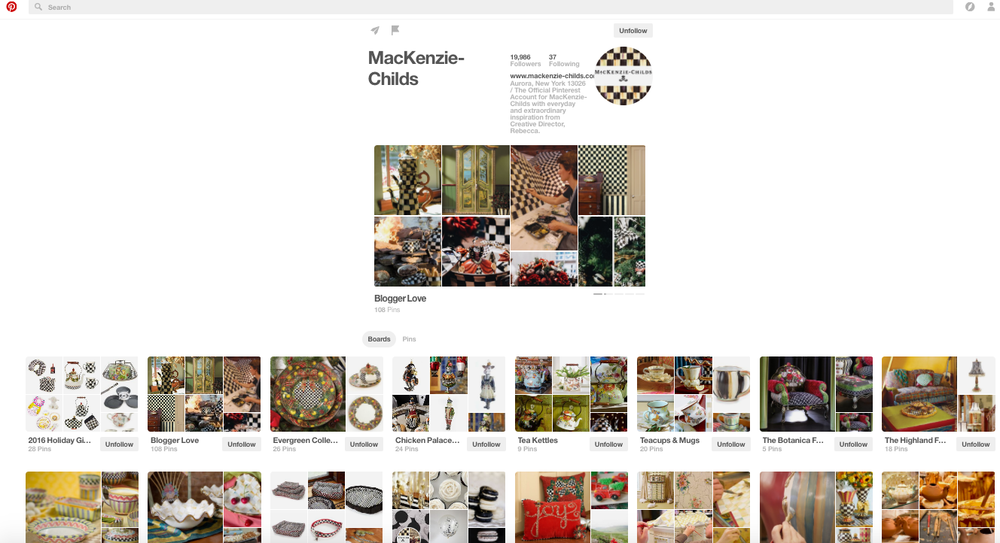 Search
Unfollow
MacKenzie-
Childs
19,986
Followers
37
Following
www.mackenzie-childs.co
Aurora, New York 13026
/ The Official Pinterest
Account for MacKenzie-
Childs with everyday
and extraordinary
inspiration from
Creative Director,
Rebecca.
MACKENZIE-CHILDS
Blogger Love
108 Pins
Boards
Pins
2016 Holiday Gi...
28 Pins
Unfollow
Blogger Love
108 Pins
Unfollow
Evergreen Colle...
26 Pins
Unfollow
Chicken Palace...
24 Pins
Unfollow
Tea Kettles
9 Pins
Unfollow
Teacups & Mugs
20 Pins
Unfollow
The Botanica F...
5 Pins
Unfollow
The Highland F...
18 Pins
Unfollow
joy